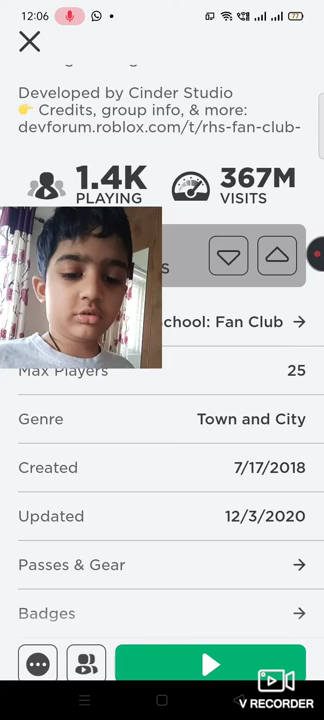 12:06
77
Developed by Cinder Studio
👉 Credits, group info, & more:
devforum.roblox.com/t/rhs-fan-club-
1.4K
PLAYING
367M
VISITS
chool: Fan Club →
Max Players 25
Genre Town and City
Created 7/17/2018
Updated 12/3/2020
Passes & Gear →
Badges →
V RECORDER